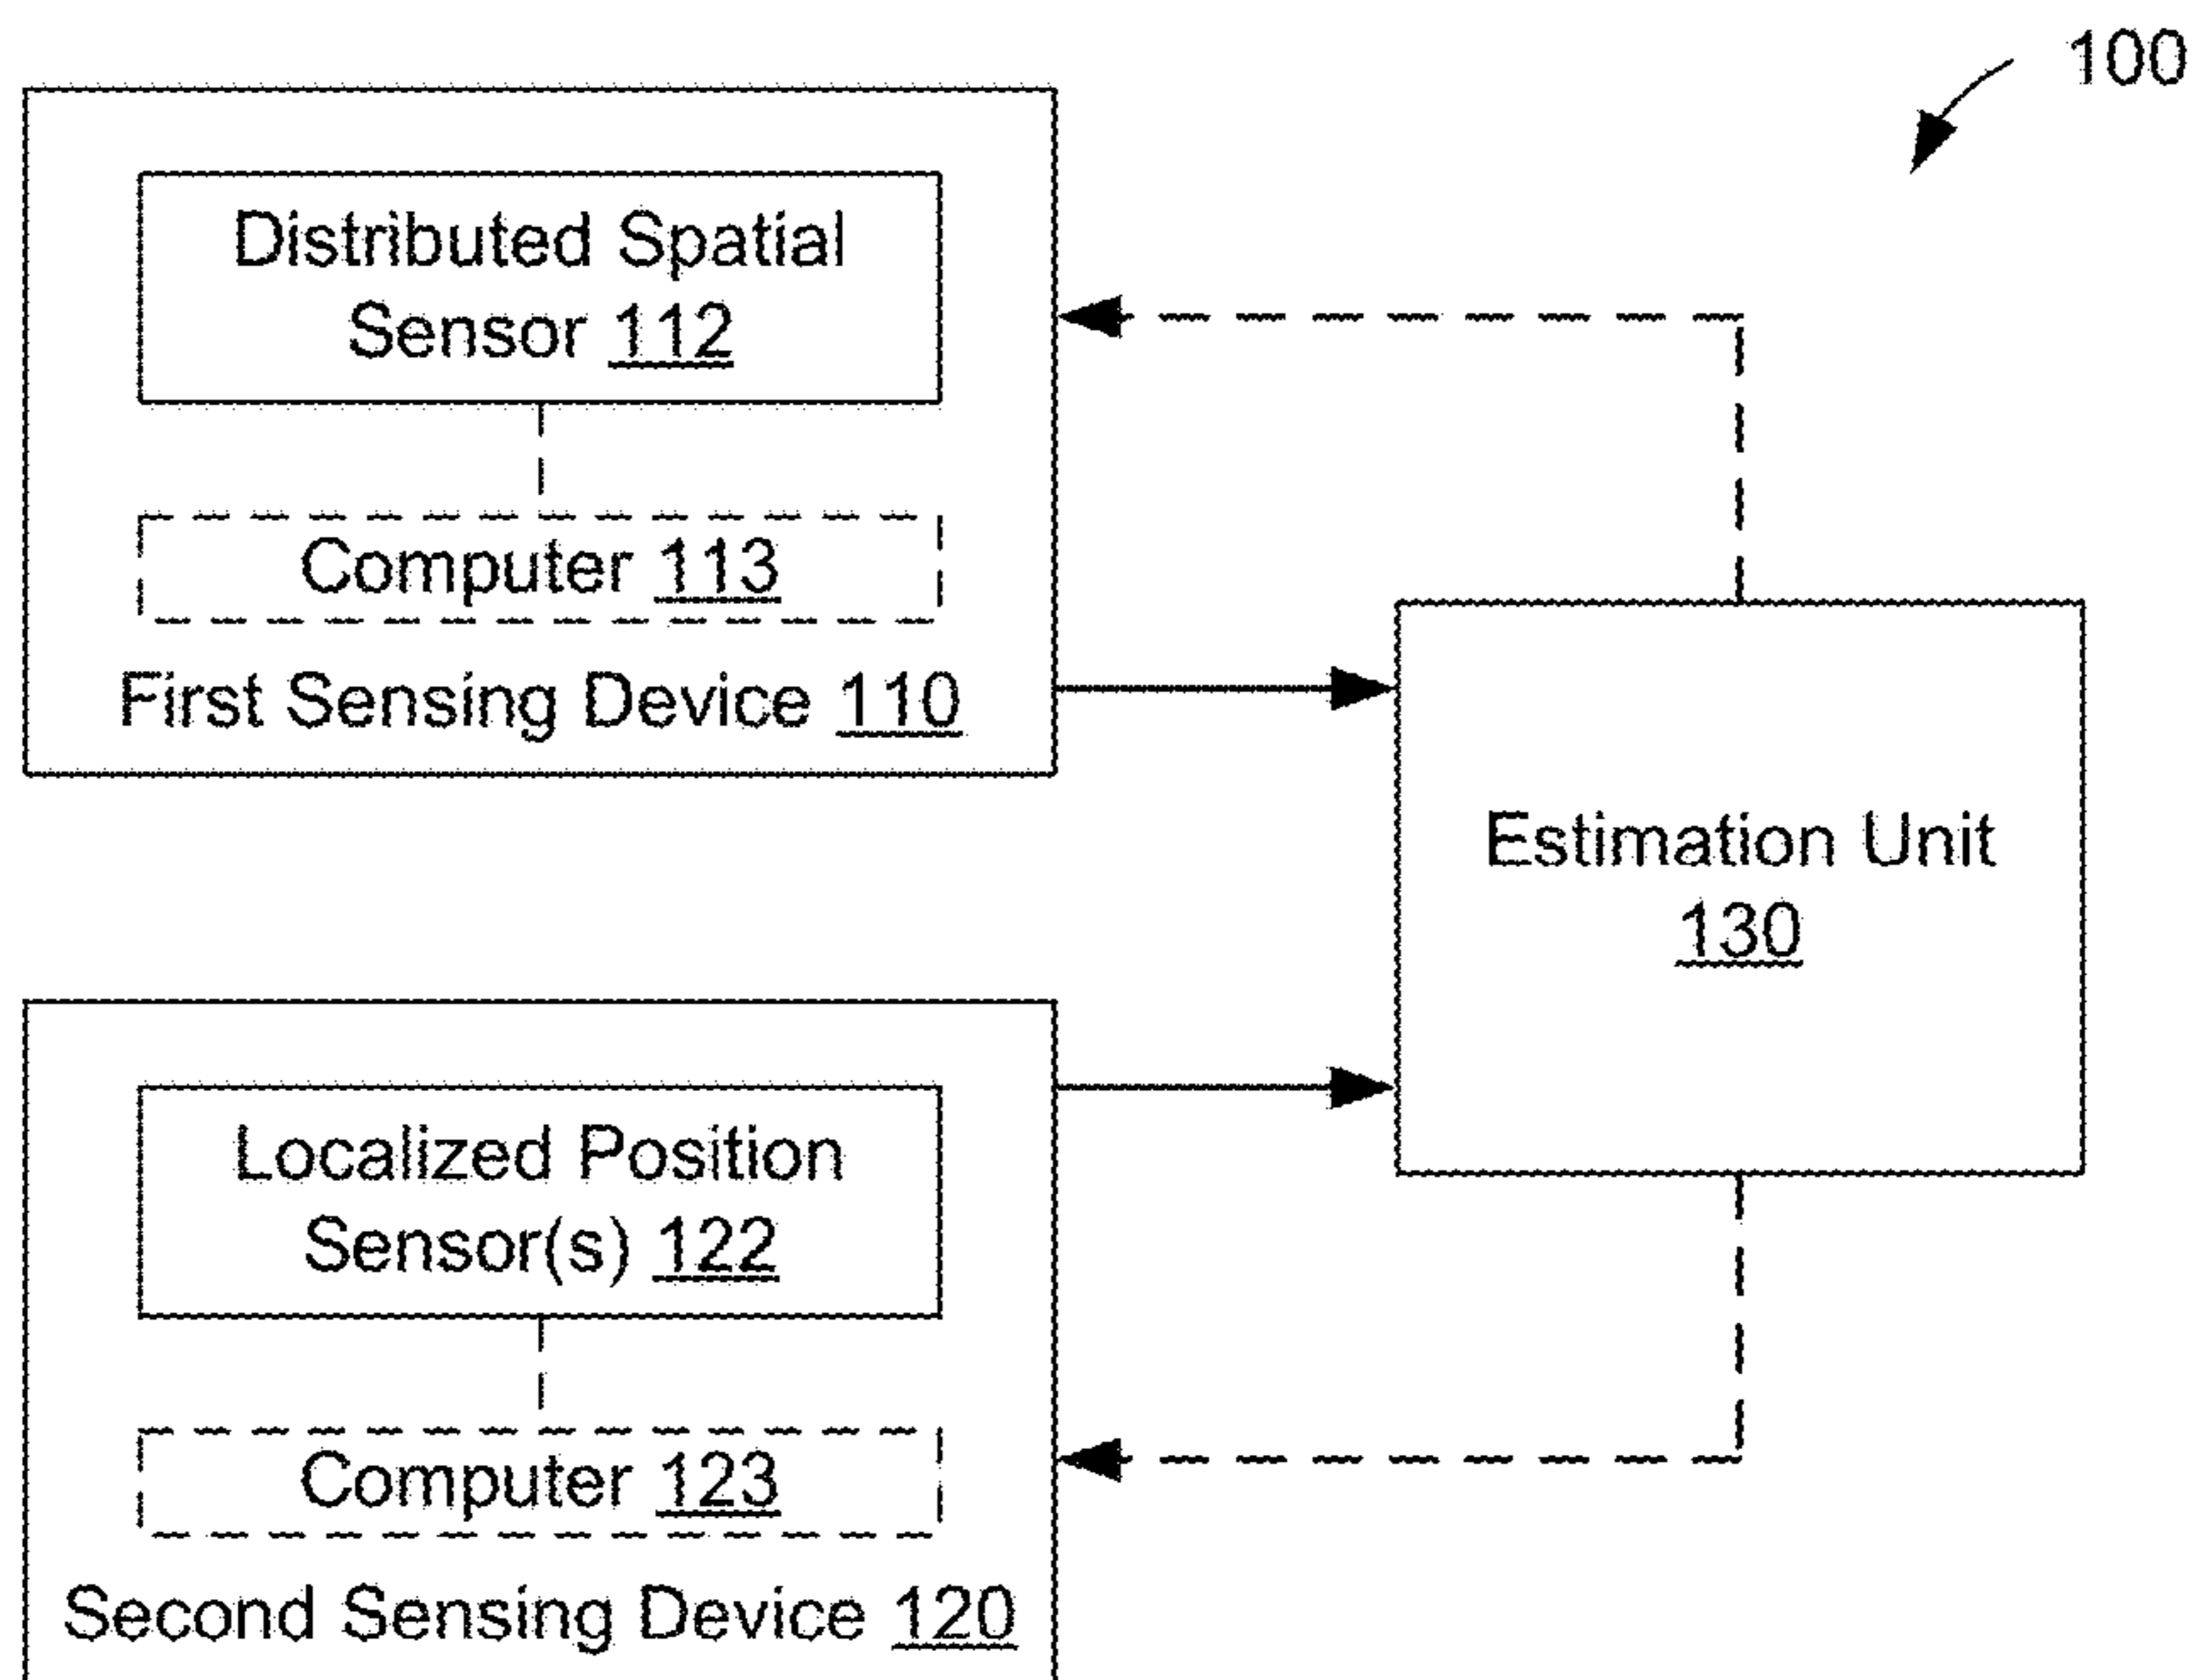 100
Distributed Spatial
Sensor 112
Computer 113
First Sensing Device 110
Estimation Unit
130
Localized Position
Sensor(s) 122
Computer 123
Second Sensing Device 120